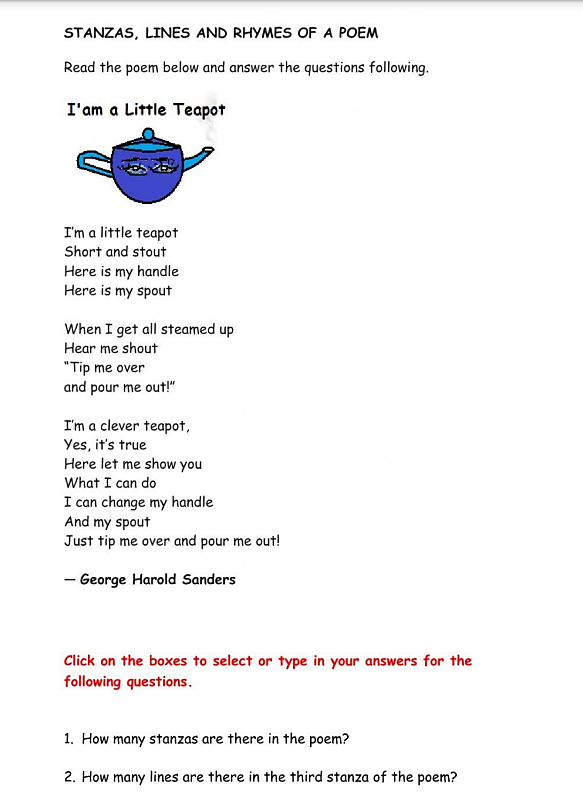 STANZAS, LINES AND RHYMES OF A POEM
Read the poem below and answer the questions following.
I'am a Little Teapot
I'm a little teapot
Short and stout
Here is my handle
Here is my spout
When I get all steamed up
Hear me shout
“Tip me over
and pour me out!”
I'm a clever teapot,
Yes, it's true
Here let me show you
What I can do
I can change my handle
And my spout
Just tip me over and pour me out!
— George Harold Sanders
Click on the boxes to select or type in your answers for the
following questions.
1. How many stanzas are there in the poem?
2. How many lines are there in the third stanza of the poem?